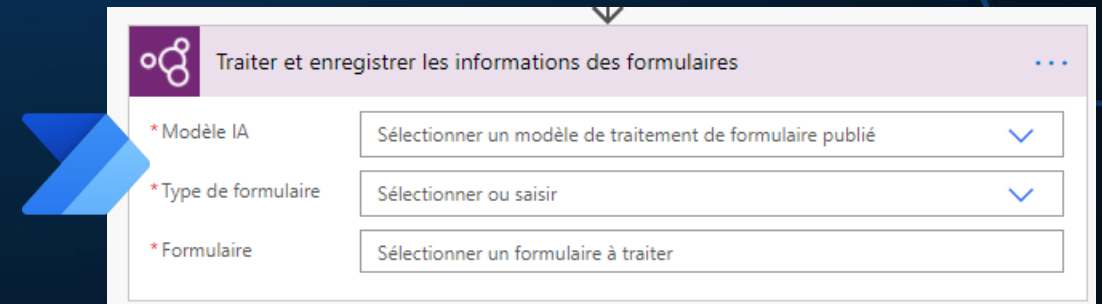 Traiter et enregistrer les informations des formulaires
* Modèle IA
Sélectionner un modèle de traitement de formulaire publié
* Type de formulaire
Sélectionner ou saisir
* Formulaire
Sélectionner un formulaire à traiter